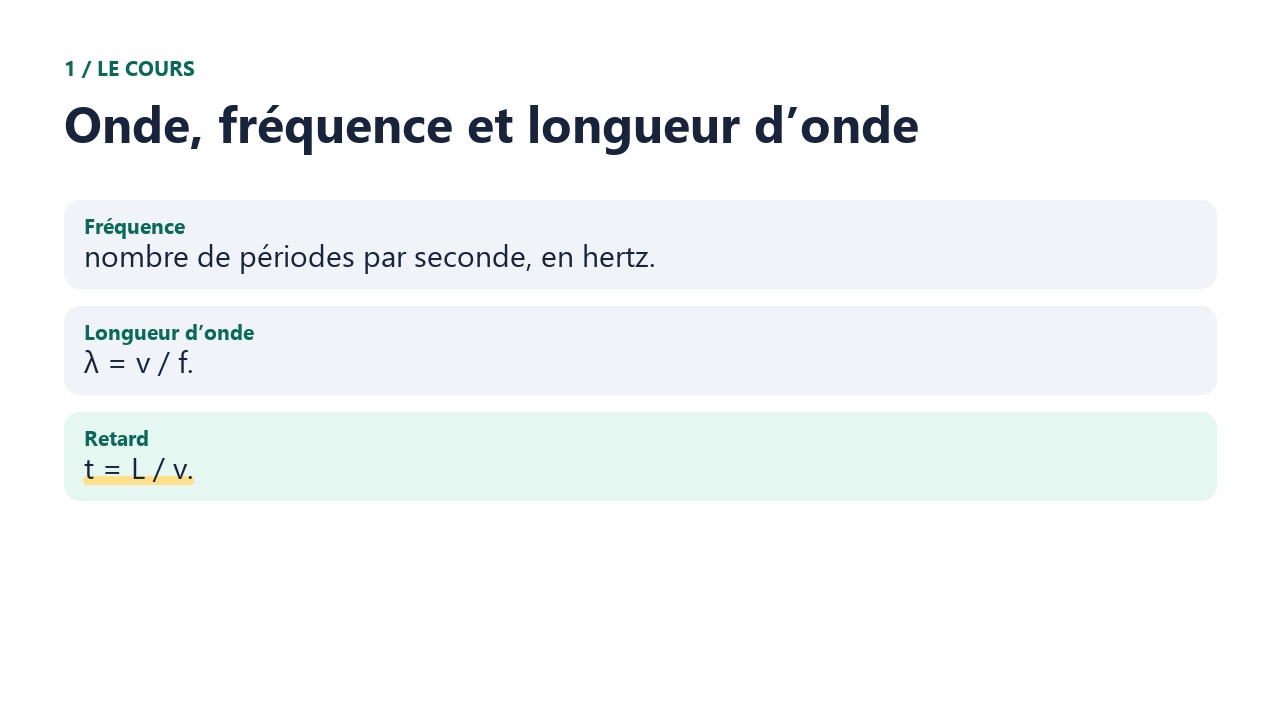 1 / LE COURS
Onde, fréquence et longueur d’onde
Fréquence
nombre de périodes par seconde, en hertz.
Longueur d’onde
λ = v / f.
Retard
t = L / v.